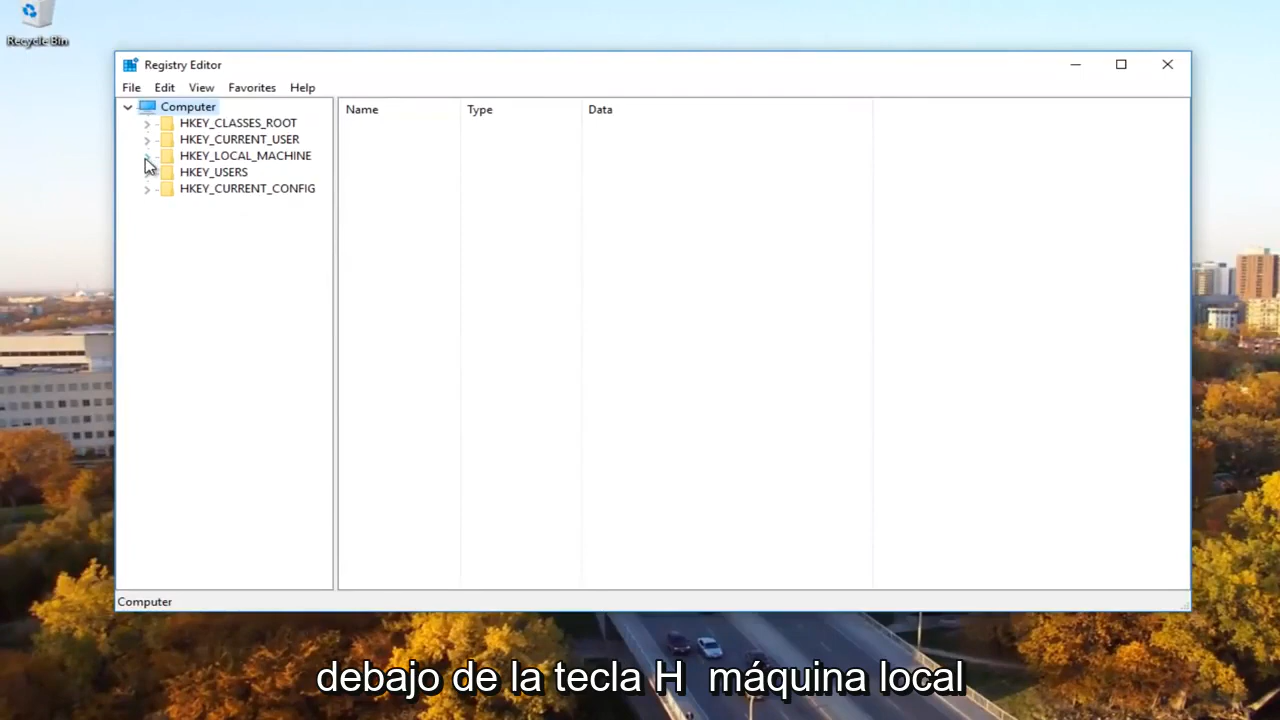 Recycle Bin
Registry Editor
File Edit View Favorites Help
Computer
HKEY_CLASSES_ROOT
HKEY_CURRENT_USER
HKEY_LOCAL_MACHINE
HKEY_USERS
HKEY_CURRENT_CONFIG
Name Type Data
Computer
debajo de la tecla H máquina local